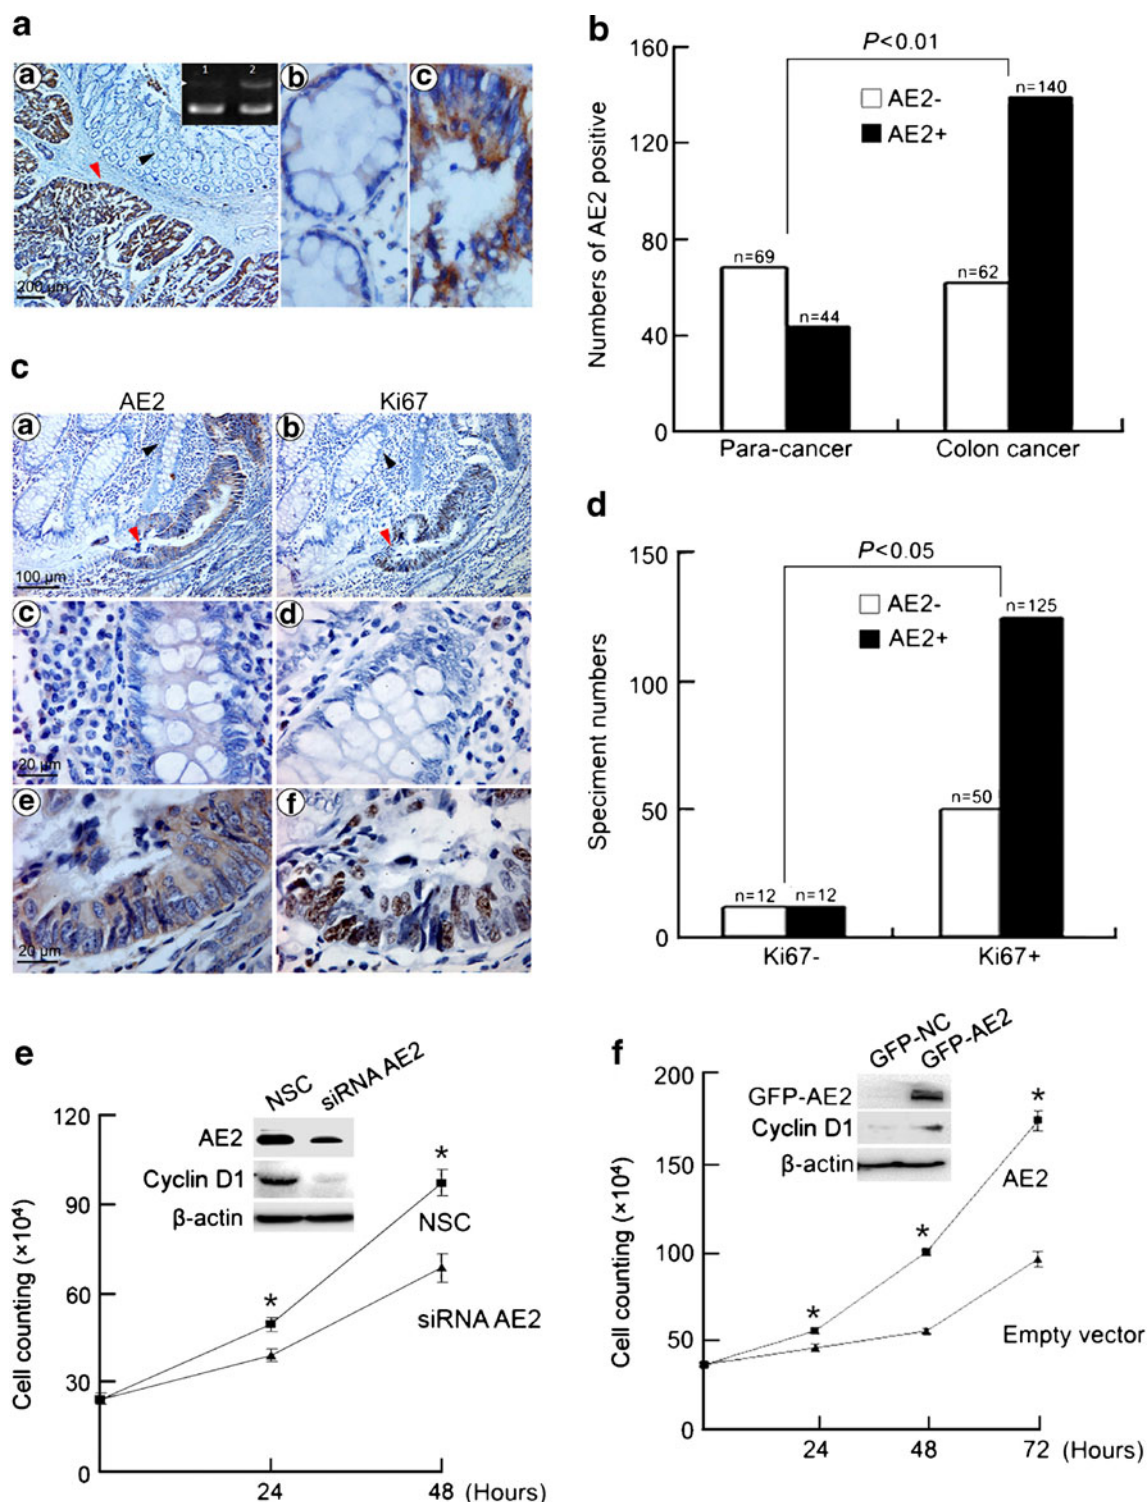 a
a
1 2
b
c
200 µm
b
P<0.01
160
120
80
40
0
Numbers of AE2 positive
AE2-
AE2+
n=69
n=44
n=62
n=140
Para-cancer
Colon cancer
c
AE2
Ki67
a
b
100 µm
c
d
20 µm
e
f
20 µm
d
P<0.05
150
100
50
0
Speciment numbers
AE2-
AE2+
n=12
n=12
n=50
n=125
Ki67-
Ki67+
e
NSC
siRNA AE2
AE2
Cyclin D1
β-actin
120
90
60
30
0
Cell counting (×10⁴)
*
*
NSC
siRNA AE2
24
48
(Hours)
f
GFP-NC
GFP-AE2
GFP-AE2
Cyclin D1
β-actin
200
150
100
50
0
Cell counting (×10⁴)
*
*
*
AE2
Empty vector
24
48
72
(Hours)